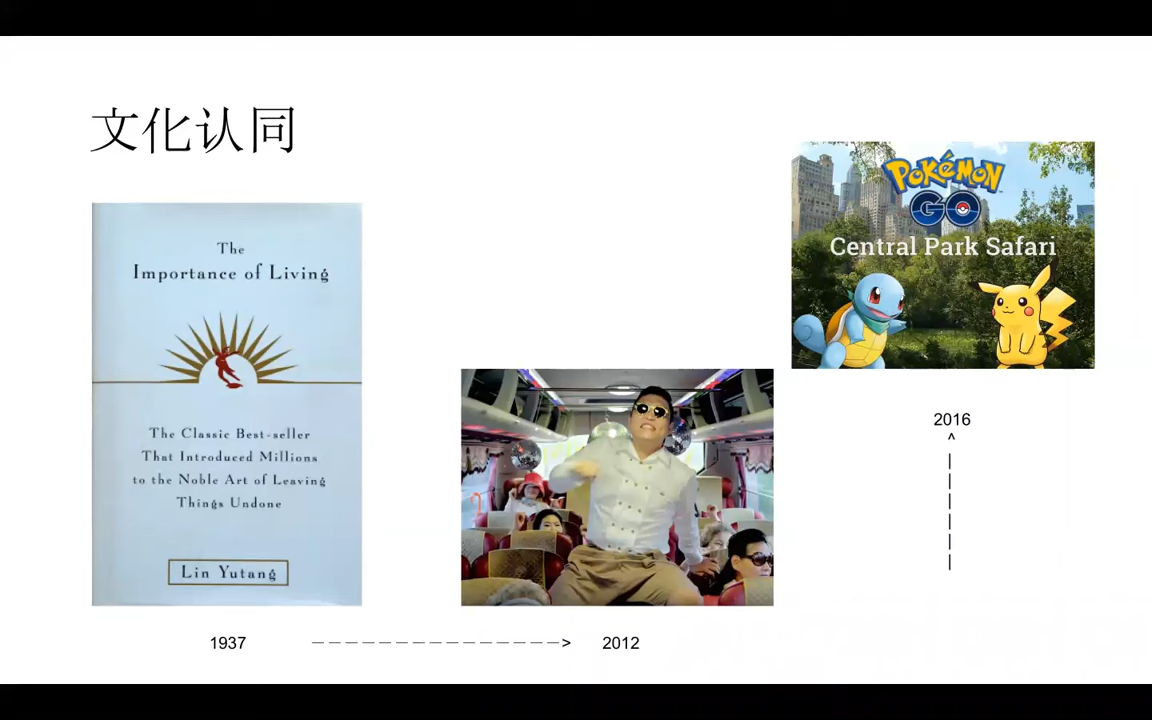 文化认同
The
Importance of Living
The Classic Best-seller
That Introduced Millions
to the Noble Art of Leaving
Things Undone
Lin Yutang
POKéMON
GO
Central Park Safari
2016
1937
2012